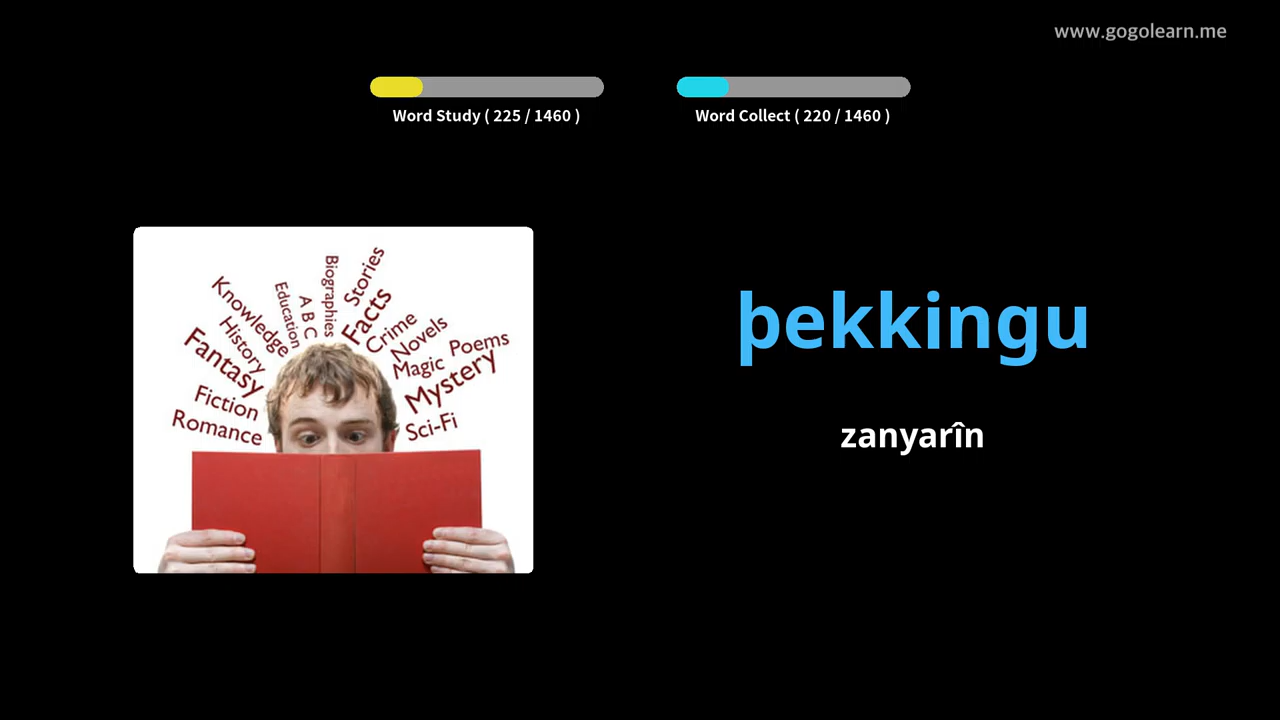 www.gogolearn.me
Word Study ( 225 / 1460 )
Word Collect ( 220 / 1460 )
Knowledge
Education
A B C
Biographies
Stories
Facts
Crime
Novels
Poems
History
Fantasy
Magic
Mystery
Fiction
Romance
Sci-Fi
þekkingu
zanyarîn